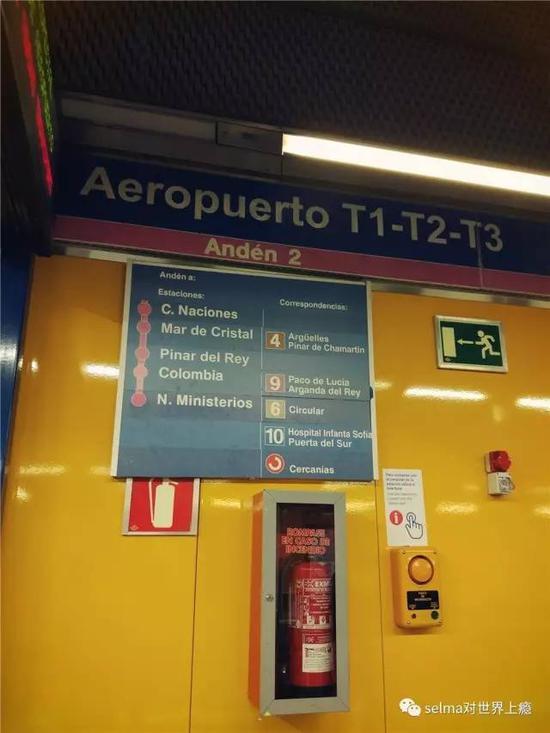 Aeropuerto T1-T2-T3
Andén 2
Andén a:
Estaciones:
Correspondencias:
C. Naciones
Mar de Cristal
4 Argüelles
Pinar de Chamartin
Pinar del Rey
Colombia
9 Paco de Lucía
Arganda del Rey
N. Ministerios
6 Circular
10 Hospital Infanta Sofía
Puerta del Sur
Cercanías
ROMPASE
EN CASO DE
INCENDIO
i
selma对世界上瘾